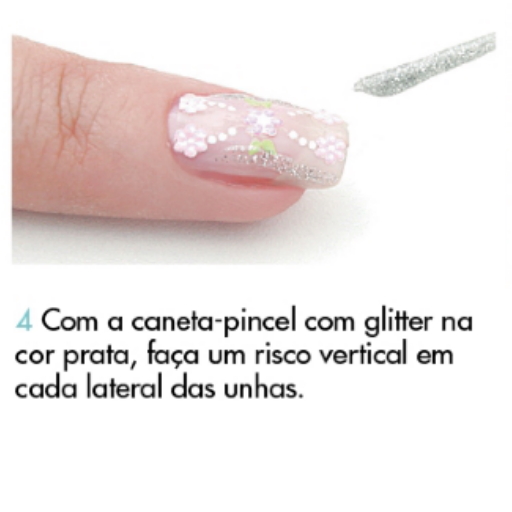 4 Com a caneta-pincel com glitter na
cor prata, faça um risco vertical em
cada lateral das unhas.